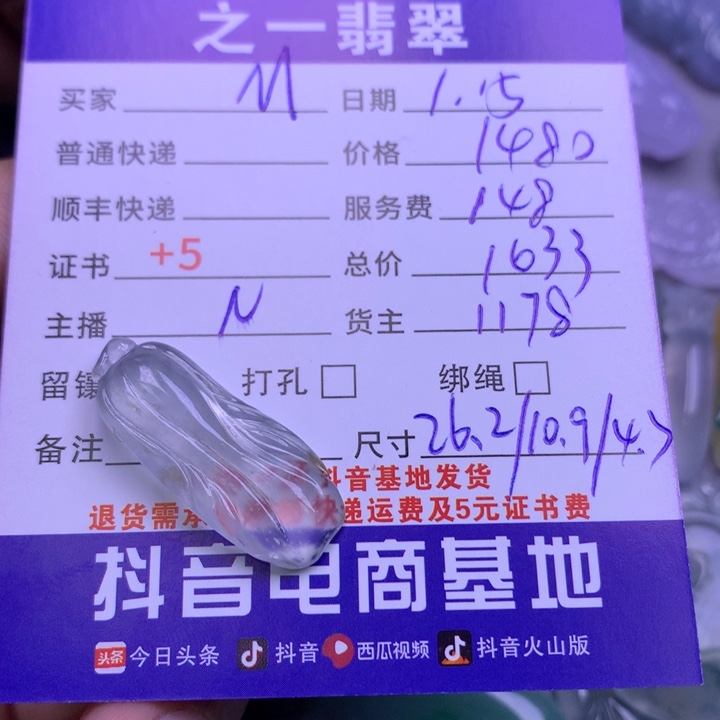 之一翡翠
买家 M 日期 1.15
普通快递 价格 1480
顺丰快递 服务费 148
证书 +5 总价 1633
主播 N 货主 1178
留镶 打孔 绑绳
备注 尺寸 26.2/10.9/4.7
抖音基地发货
退货需承 快递运费及5元证书费
抖音电商基地
头条 今日头条 抖音 西瓜视频 抖音火山版